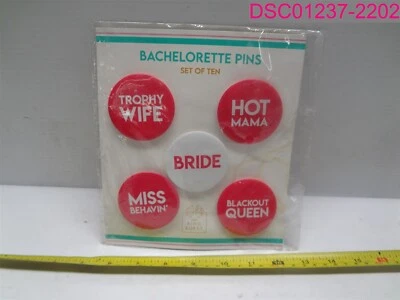 DSC01237-2202
BACHELORETTE PINS
SET OF TEN
TROPHY
WIFE
HOT
MAMA
BRIDE
MISS
BEHAVIN'
BLACKOUT
QUEEN